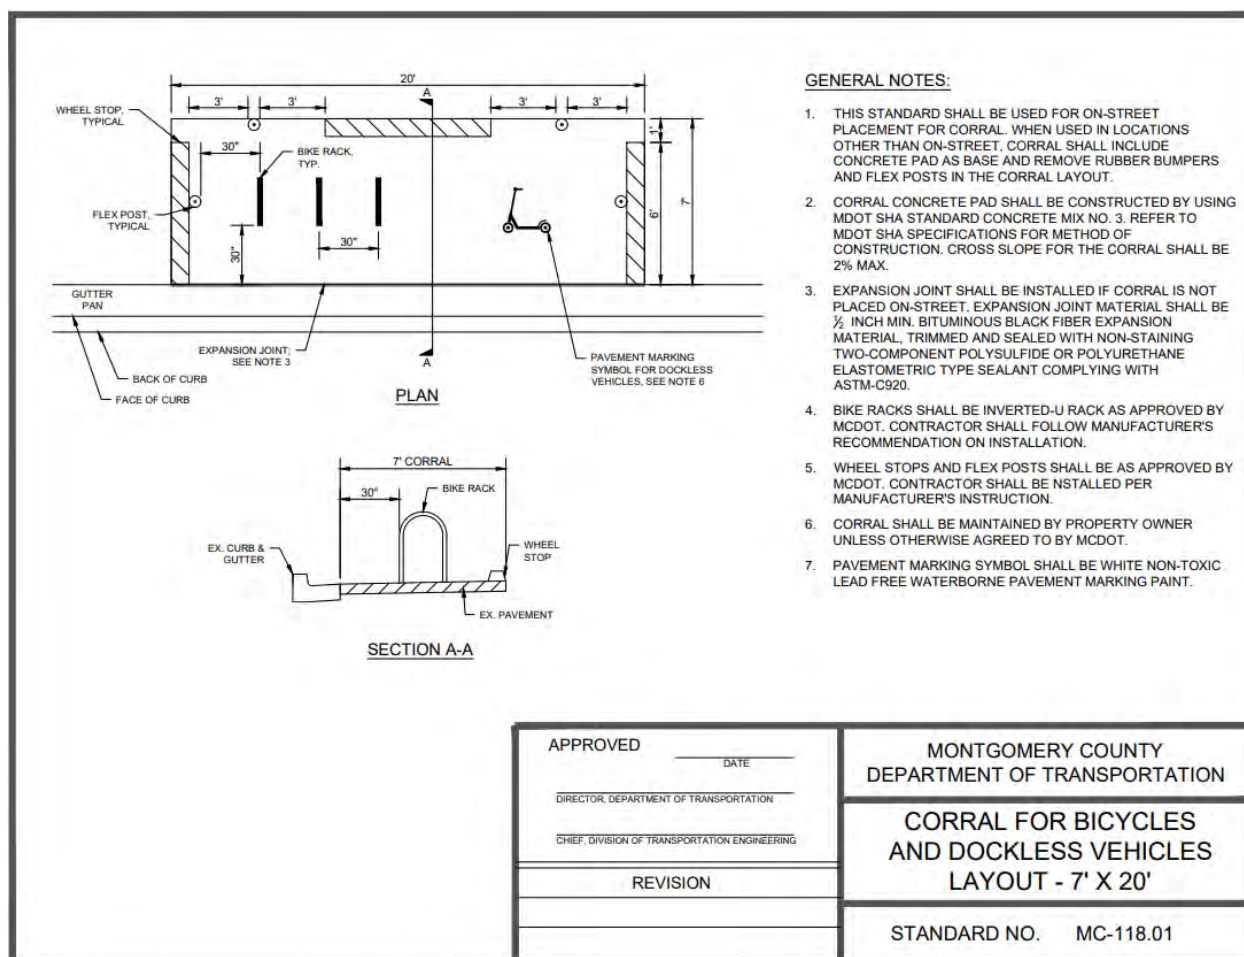 20'
A
3'
3'
3'
3'
WHEEL STOP,
TYPICAL
1'
30"
BIKE RACK,
TYP.
6'
7'
FLEX POST,
TYPICAL
30"
30"
GUTTER
PAN
EXPANSION JOINT,
SEE NOTE 3
A
PAVEMENT MARKING
SYMBOL FOR DOCKLESS
VEHICLES, SEE NOTE 6
BACK OF CURB
FACE OF CURB
PLAN
7' CORRAL
30"
BIKE RACK
EX. CURB &
GUTTER
WHEEL
STOP
EX. PAVEMENT
SECTION A-A
GENERAL NOTES:
1. THIS STANDARD SHALL BE USED FOR ON-STREET
PLACEMENT FOR CORRAL. WHEN USED IN LOCATIONS
OTHER THAN ON-STREET, CORRAL SHALL INCLUDE
CONCRETE PAD AS BASE AND REMOVE RUBBER BUMPERS
AND FLEX POSTS IN THE CORRAL LAYOUT.
2. CORRAL CONCRETE PAD SHALL BE CONSTRUCTED BY USING
MDOT SHA STANDARD CONCRETE MIX NO. 3. REFER TO
MDOT SHA SPECIFICATIONS FOR METHOD OF
CONSTRUCTION. CROSS SLOPE FOR THE CORRAL SHALL BE
2% MAX.
3. EXPANSION JOINT SHALL BE INSTALLED IF CORRAL IS NOT
PLACED ON-STREET. EXPANSION JOINT MATERIAL SHALL BE
½ INCH MIN. BITUMINOUS BLACK FIBER EXPANSION
MATERIAL, TRIMMED AND SEALED WITH NON-STAINING
TWO-COMPONENT POLYSULFIDE OR POLYURETHANE
ELASTOMETRIC TYPE SEALANT COMPLYING WITH
ASTM-C920.
4. BIKE RACKS SHALL BE INVERTED-U RACK AS APPROVED BY
MCDOT. CONTRACTOR SHALL FOLLOW MANUFACTURER'S
RECOMMENDATION ON INSTALLATION.
5. WHEEL STOPS AND FLEX POSTS SHALL BE AS APPROVED BY
MCDOT. CONTRACTOR SHALL BE NSTALLED PER
MANUFACTURER'S INSTRUCTION.
6. CORRAL SHALL BE MAINTAINED BY PROPERTY OWNER
UNLESS OTHERWISE AGREED TO BY MCDOT.
7. PAVEMENT MARKING SYMBOL SHALL BE WHITE NON-TOXIC
LEAD FREE WATERBORNE PAVEMENT MARKING PAINT.
APPROVED
DATE
DIRECTOR, DEPARTMENT OF TRANSPORTATION
CHIEF, DIVISION OF TRANSPORTATION ENGINEERING
REVISION
MONTGOMERY COUNTY
DEPARTMENT OF TRANSPORTATION
CORRAL FOR BICYCLES
AND DOCKLESS VEHICLES
LAYOUT - 7' X 20'
STANDARD NO. MC-118.01